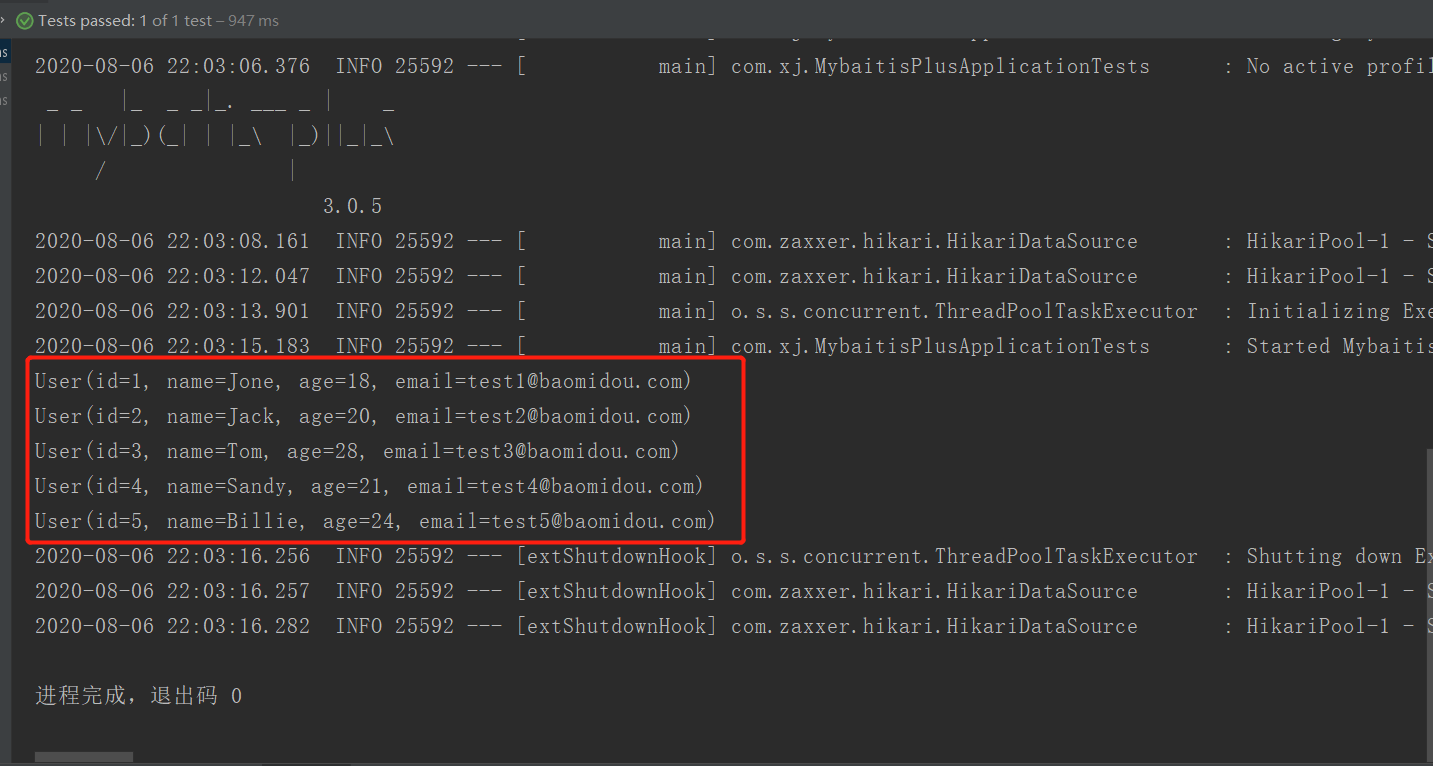 Tests passed: 1 of 1 test – 947 ms
2020-08-06 22:03:06.376  INFO 25592 --- [           main] com.xj.MybaitisPlusApplicationTests      : No active
 _ _   |_  _ _|_. ___ _ |    _
| | |\/|_)(_| | |_\  |_)||_|_\
     /               |
                        3.0.5
2020-08-06 22:03:08.161  INFO 25592 --- [           main] com.zaxxer.hikari.HikariDataSource       : HikariPool-1 -
2020-08-06 22:03:12.047  INFO 25592 --- [           main] com.zaxxer.hikari.HikariDataSource       : HikariPool-1 -
2020-08-06 22:03:13.901  INFO 25592 --- [           main] o.s.s.concurrent.ThreadPoolTaskExecutor  : Initializing
2020-08-06 22:03:15.183  INFO 25592 --- [           main] com.xj.MybaitisPlusApplicationTests      : Started
User(id=1, name=Jone, age=18, email=test1@baomidou.com)
User(id=2, name=Jack, age=20, email=test2@baomidou.com)
User(id=3, name=Tom, age=28, email=test3@baomidou.com)
User(id=4, name=Sandy, age=21, email=test4@baomidou.com)
User(id=5, name=Billie, age=24, email=test5@baomidou.com)
2020-08-06 22:03:16.256  INFO 25592 --- [extShutdownHook] o.s.s.concurrent.ThreadPoolTaskExecutor  : Shutting down
2020-08-06 22:03:16.257  INFO 25592 --- [extShutdownHook] com.zaxxer.hikari.HikariDataSource       : HikariPool-1 -
2020-08-06 22:03:16.282  INFO 25592 --- [extShutdownHook] com.zaxxer.hikari.HikariDataSource       : HikariPool-1 -
进程完成，退出码 0